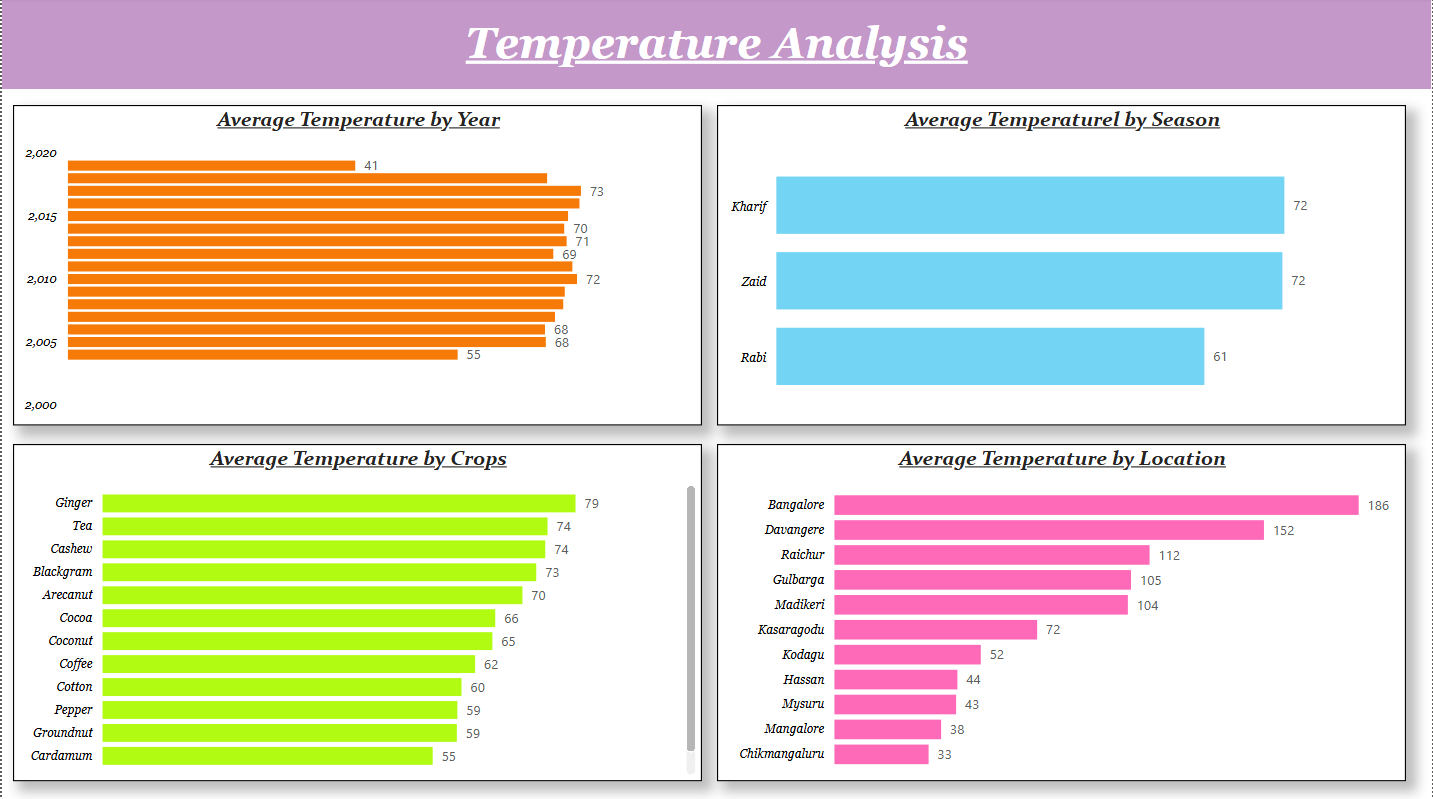 Temperature Analysis
Average Temperature by Year
2,020
41
73
2,015
70
71
69
2,010
72
68
2,005
68
55
2,000
Average Temperaturel by Season
Kharif 72
Zaid 72
Rabi 61
Average Temperature by Crops
Ginger 79
Tea 74
Cashew 74
Blackgram 73
Arecanut 70
Cocoa 66
Coconut 65
Coffee 62
Cotton 60
Pepper 59
Groundnut 59
Cardamum 55
Average Temperature by Location
Bangalore 186
Davangere 152
Raichur 112
Gulbarga 105
Madikeri 104
Kasaragodu 72
Kodagu 52
Hassan 44
Mysuru 43
Mangalore 38
Chikmangaluru 33